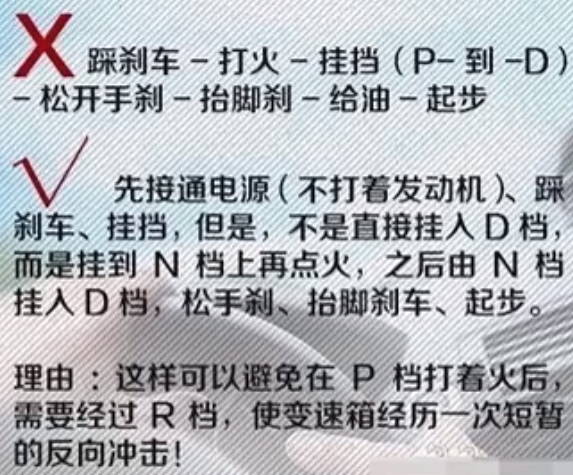 X 踩刹车－打火－挂挡（P－到－D）
－松开手刹－抬脚刹－给油－起步
√ 先接通电源（不打着发动机）、踩
刹车、挂挡，但是，不是直接挂入 D 档，
而是挂到 N 档上再点火，之后由 N 档
挂入 D 档，松手刹、抬脚刹车、起步。
理由：这样可以避免在 P 档打着火后，
需要经过 R 档，使变速箱经历一次短暂
的反向冲击！